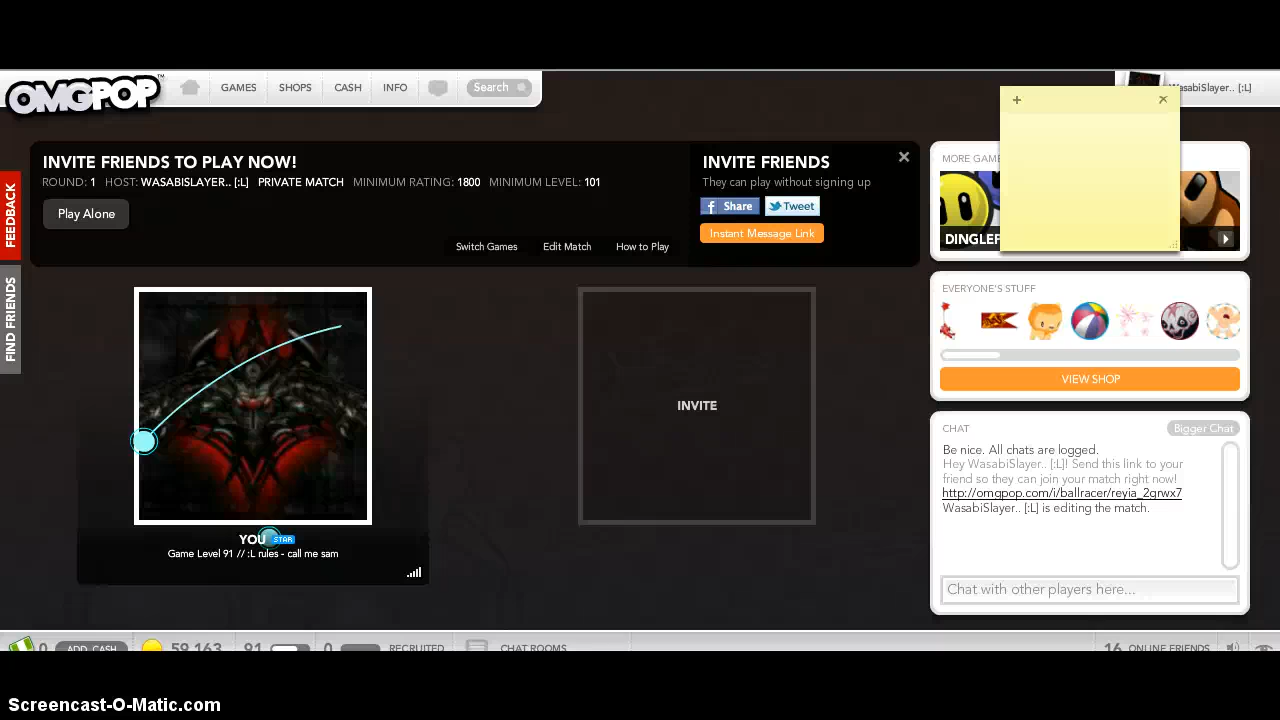 OMGPOP™
GAMES SHOPS CASH INFO Search
WasabiSlayer.. [:L]
FEEDBACK
FIND FRIENDS
INVITE FRIENDS TO PLAY NOW!
ROUND: 1 HOST: WASABISLAYER.. [:L] PRIVATE MATCH MINIMUM RATING: 1800 MINIMUM LEVEL: 101
Play Alone
Switch Games Edit Match How to Play
INVITE FRIENDS
They can play without signing up
Share Tweet
Instant Message Link
MORE GAME
DINGLEF
EVERYONE'S STUFF
VIEW SHOP
INVITE
YOU STAR
Game Level 91 // :L rules - call me sam
CHAT Bigger Chat
Be nice. All chats are logged.
Hey WasabiSlayer.. [:L]! Send this link to your
friend so they can join your match right now!
http://omgpop.com/i/ballracer/reyia_2grwx7
WasabiSlayer.. [:L] is editing the match.
Chat with other players here...
0 ADD CASH 59,163 91 0 RECRUITED CHAT ROOMS 16 ONLINE FRIENDS
Screencast-O-Matic.com